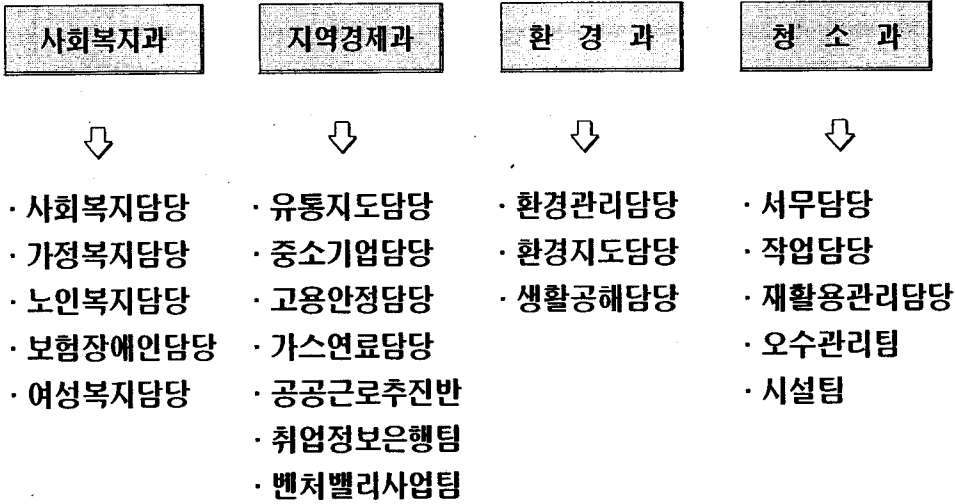 사회복지과
· 사회복지담당
· 가정복지담당
· 노인복지담당
· 보험장애인담당
· 여성복지담당
지역경제과
· 유통지도담당
· 중소기업담당
· 고용안정담당
· 가스연료담당
· 공공근로추진반
· 취업정보은행팀
· 벤처밸리사업팀
환 경 과
· 환경관리담당
· 환경지도담당
· 생활공해담당
청 소 과
· 서무담당
· 작업담당
· 재활용관리담당
· 오수관리팀
· 시설팀